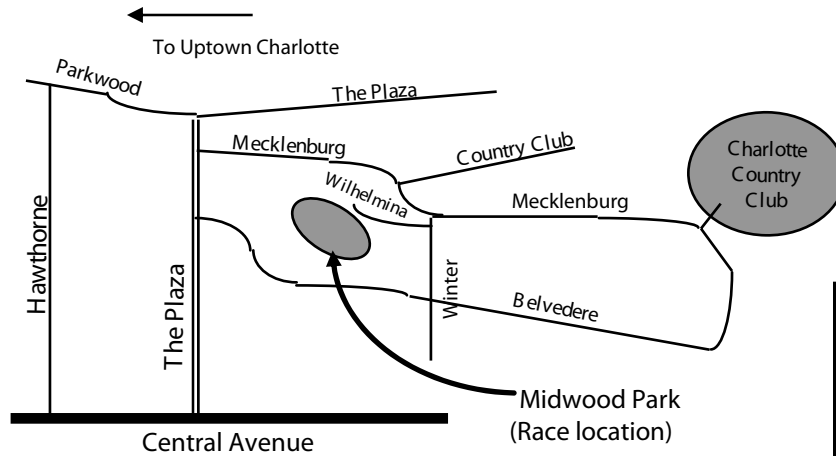 To Uptown Charlotte
Parkwood
The Plaza
Mecklenburg
Country Club
Charlotte
Country
Club
Wilhelmina
Mecklenburg
Hawthorne
The Plaza
Winter
Belvedere
Midwood Park
(Race location)
Central Avenue